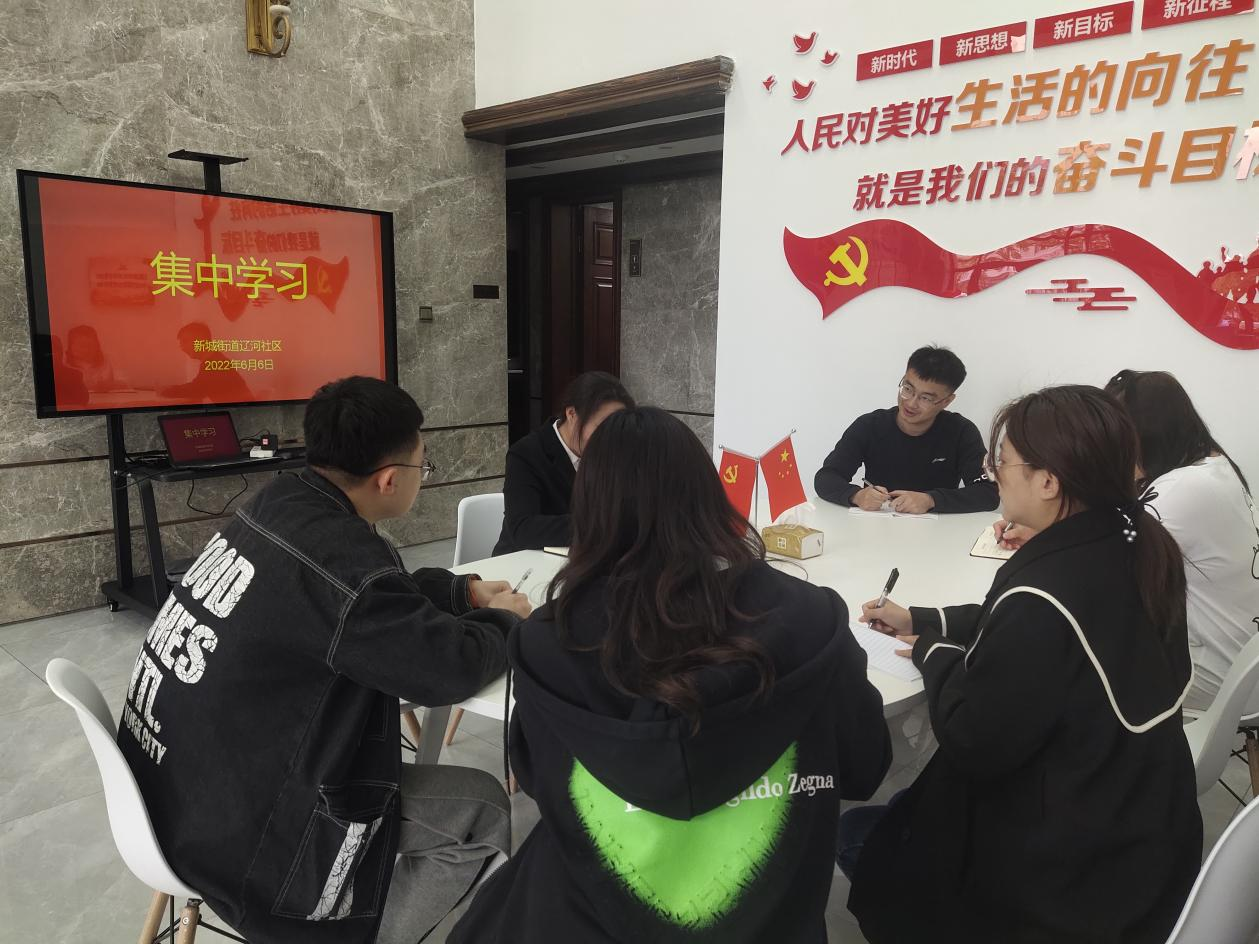 新时代
新思想
新目标
新征程
人民对美好生活的向往
就是我们的奋斗目标
集中学习
新城街道辽河社区
2022年6月6日
集中学习
CITY
Zegna